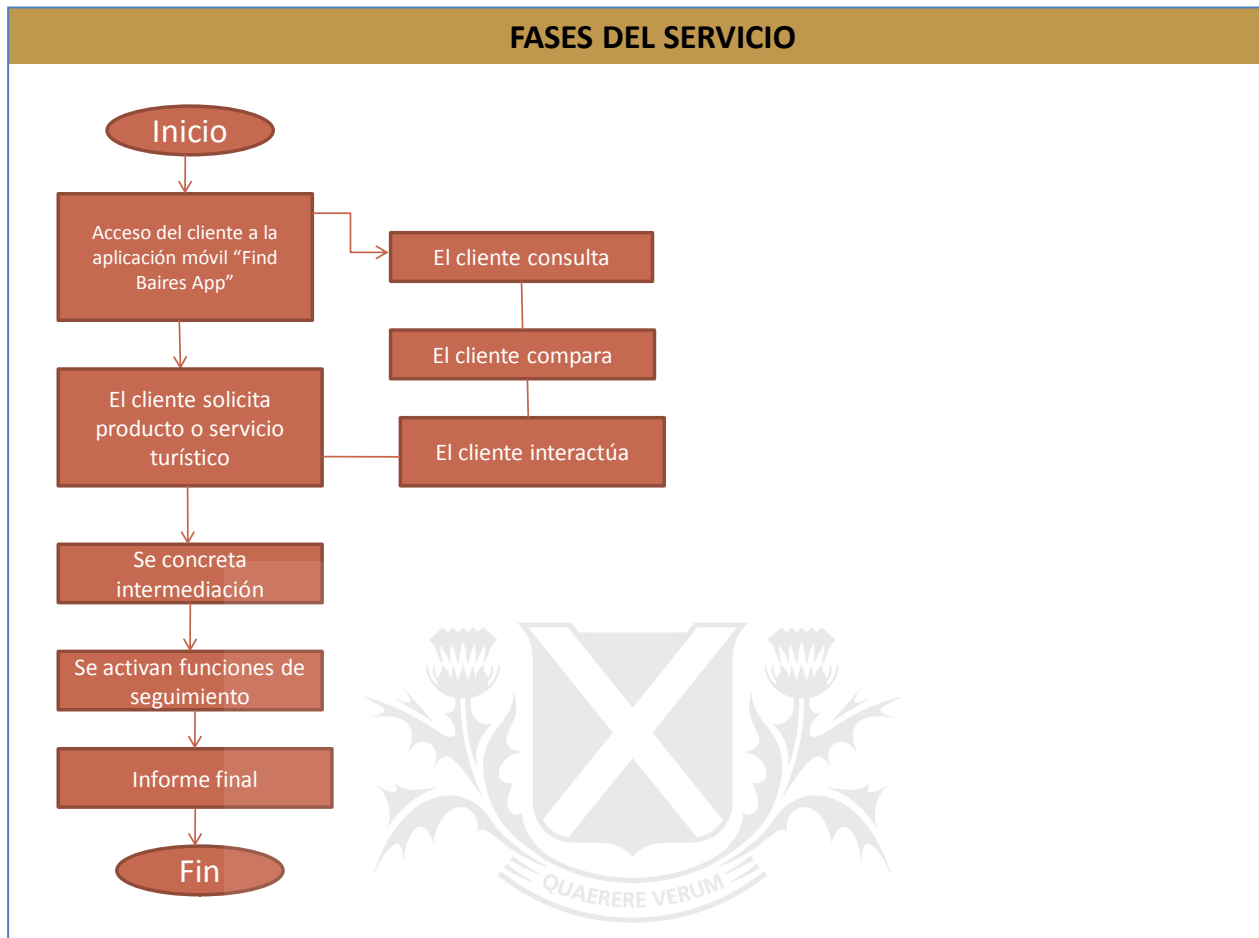 FASES DEL SERVICIO
Inicio
Acceso del cliente a la
aplicación móvil “Find
Baires App”
El cliente consulta
El cliente compara
El cliente solicita
producto o servicio
turístico
El cliente interactúa
Se concreta
intermediación
Se activan funciones de
seguimiento
Informe final
Fin
QUAERERE VERUM